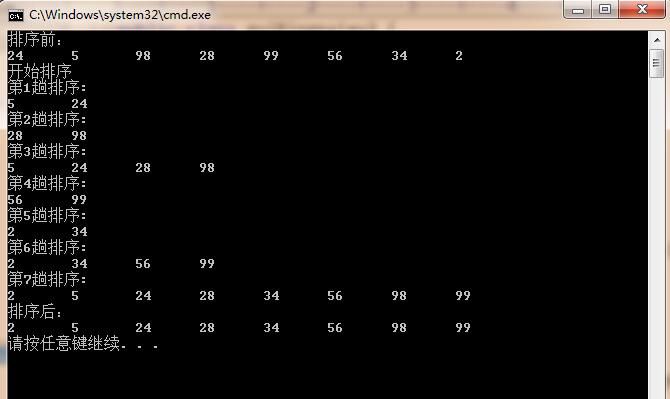 C:\Windows\system32\cmd.exe
排序前:
24 5 98 28 99 56 34 2
开始排序
第1趟排序:
5 24
第2趟排序:
28 98
第3趟排序:
5 24 28 98
第4趟排序:
56 99
第5趟排序:
2 34
第6趟排序:
2 34 56 99
第7趟排序:
2 5 24 28 34 56 98 99
排序后:
2 5 24 28 34 56 98 99
请按任意键继续. . .